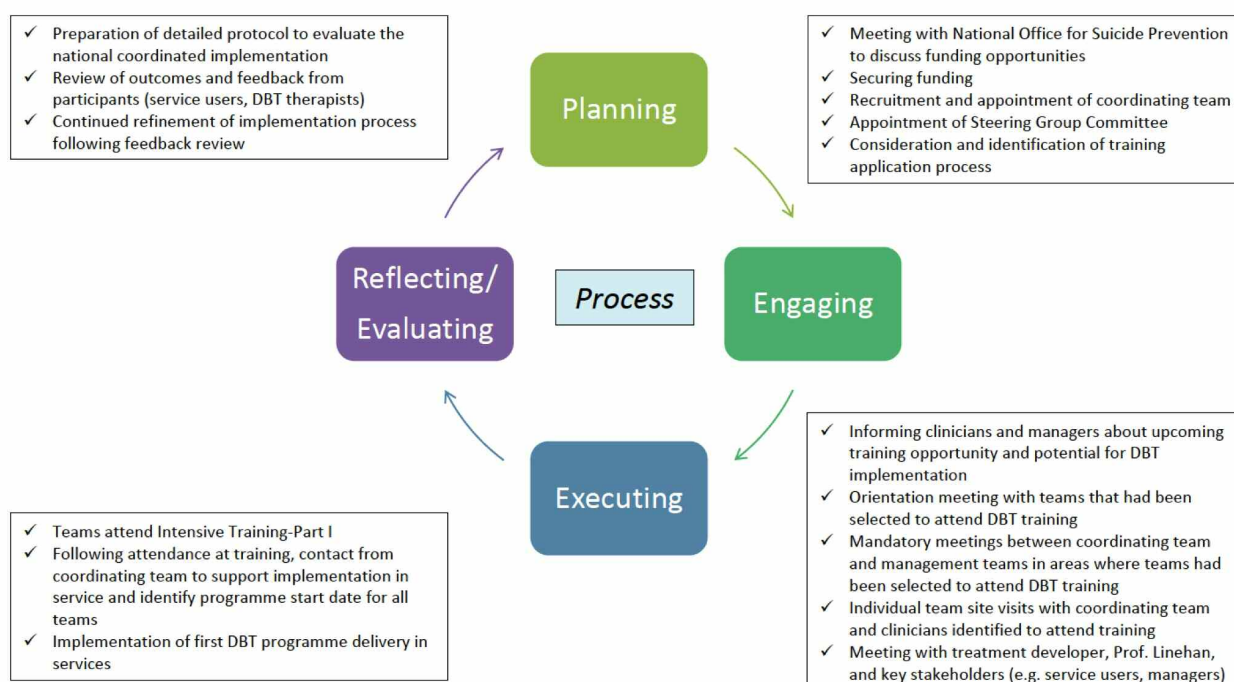 ✓ Preparation of detailed protocol to evaluate the
national coordinated implementation
✓ Review of outcomes and feedback from
participants (service users, DBT therapists)
✓ Continued refinement of implementation process
following feedback review
Planning
✓ Meeting with National Office for Suicide Prevention
to discuss funding opportunities
✓ Securing funding
✓ Recruitment and appointment of coordinating team
✓ Appointment of Steering Group Committee
✓ Consideration and identification of training
application process
Reflecting/
Evaluating
Process
Engaging
Executing
✓ Teams attend Intensive Training-Part I
✓ Following attendance at training, contact from
coordinating team to support implementation in
service and identify programme start date for all
teams
✓ Implementation of first DBT programme delivery in
services
✓ Informing clinicians and managers about upcoming
training opportunity and potential for DBT
implementation
✓ Orientation meeting with teams that had been
selected to attend DBT training
✓ Mandatory meetings between coordinating team
and management teams in areas where teams had
been selected to attend DBT training
✓ Individual team site visits with coordinating team
and clinicians identified to attend training
✓ Meeting with treatment developer, Prof. Linehan,
and key stakeholders (e.g. service users, managers)